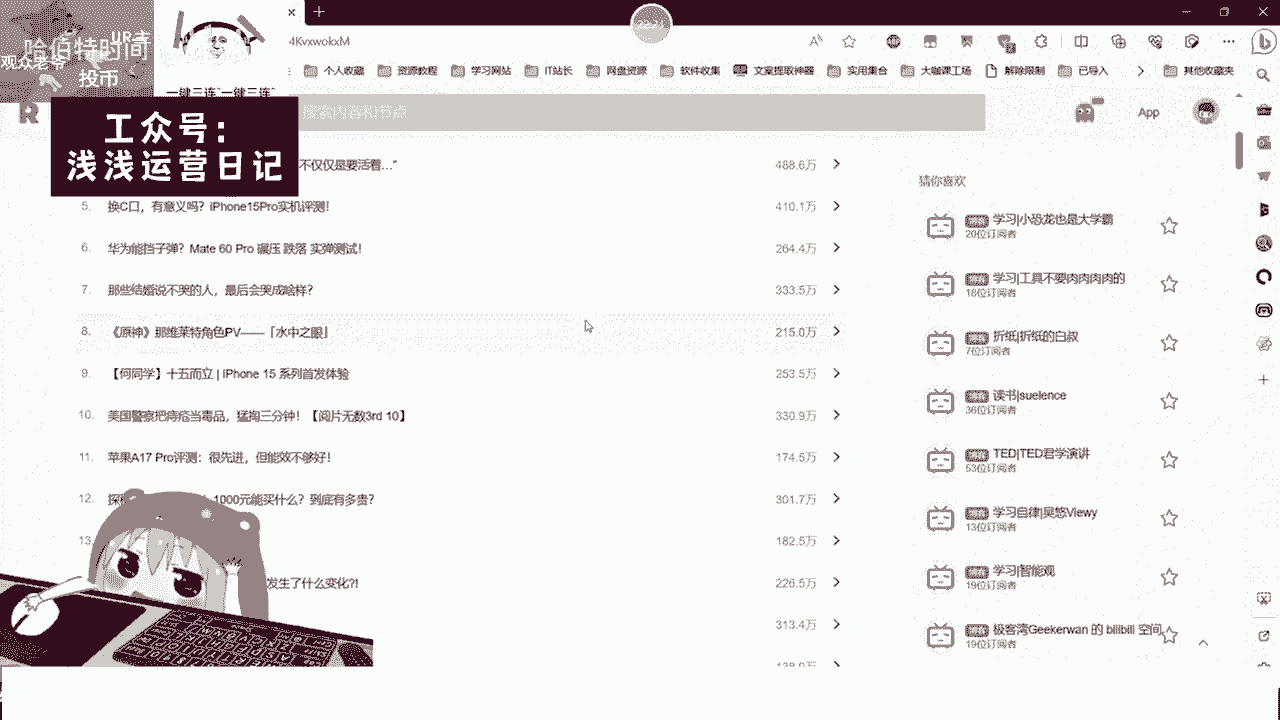 哈伯特时间
UP主
观众老爷
投币
一键三连~一键三连~
工众号：
浅浅运营日记
4KvxwokxM
22:24
个人收藏
资源教程
学习网站
IT站长
网盘资源
软件收集
文案提取神器
实用集合
大咖课工场
解除限制
已导入
其他收藏夹
搜索内容和节点
App
不仅仅是要活着…" 488.6万
5. 换C口，有意义吗？iPhone15Pro实机评测！ 410.1万
6. 华为能挡子弹？Mate 60 Pro 碾压 跌落 实弹测试！ 264.4万
7. 那些结婚说不哭的人，最后会哭成啥样？ 333.5万
8. 《原神》那维莱特角色PV——「水中之眼」 215.0万
9. 【何同学】十五而立 | iPhone 15 系列首发体验 253.5万
10. 美国警察把痔疮当毒品，猛掏三分钟！【阅片无数3rd 10】 330.9万
11. 苹果A17 Pro评测：很先进，但能效不够好！ 174.5万
12. 探 1000元能买什么？到底有多贵？ 301.7万
13. 182.5万
发生了什么变化?! 226.5万
313.4万
138.9万
猜你喜欢
学习|小恐龙也是大学霸
20位订阅者
学习|工具不要肉肉肉肉的
18位订阅者
折纸|折纸的白叔
7位订阅者
读书|suelence
36位订阅者
TED|TED君学演讲
53位订阅者
学习自律|吴悠Viewy
13位订阅者
学习|智能观
19位订阅者
极客湾Geekerwan 的 bilibili 空间
19位订阅者